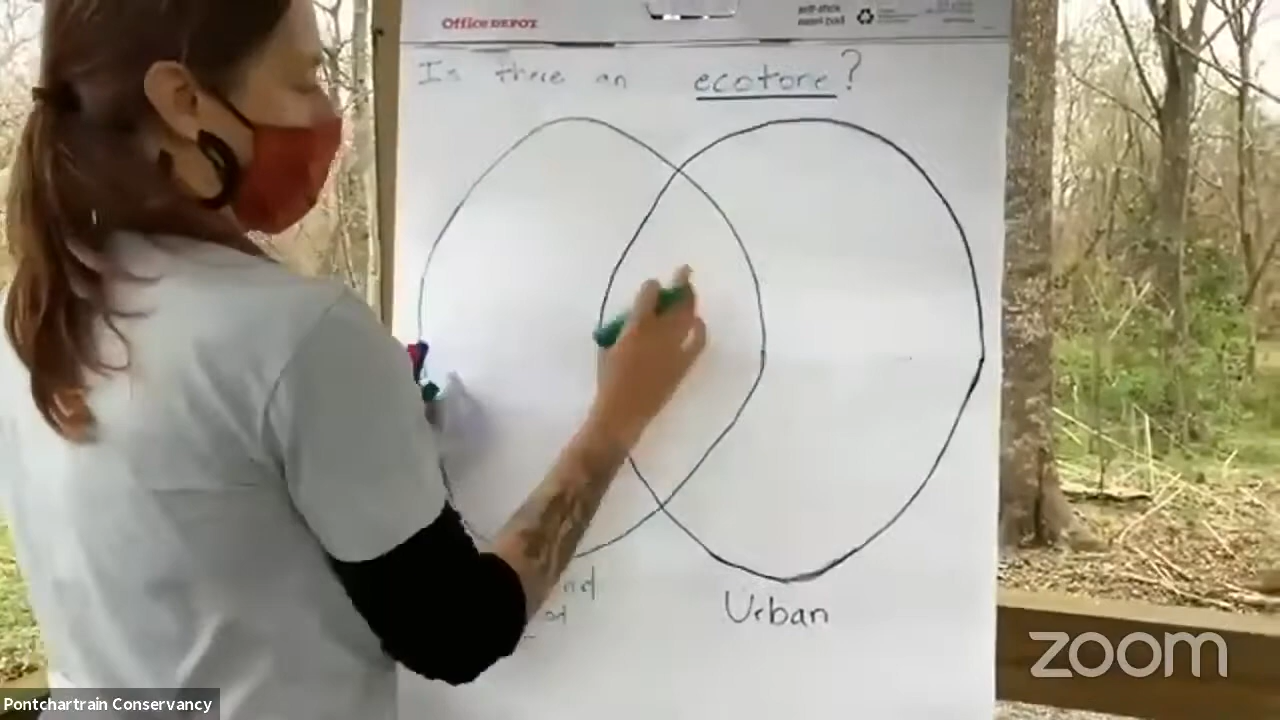 Office DEPOT
Is there an ecotone?
Urban
zoom
Pontchartrain Conservancy